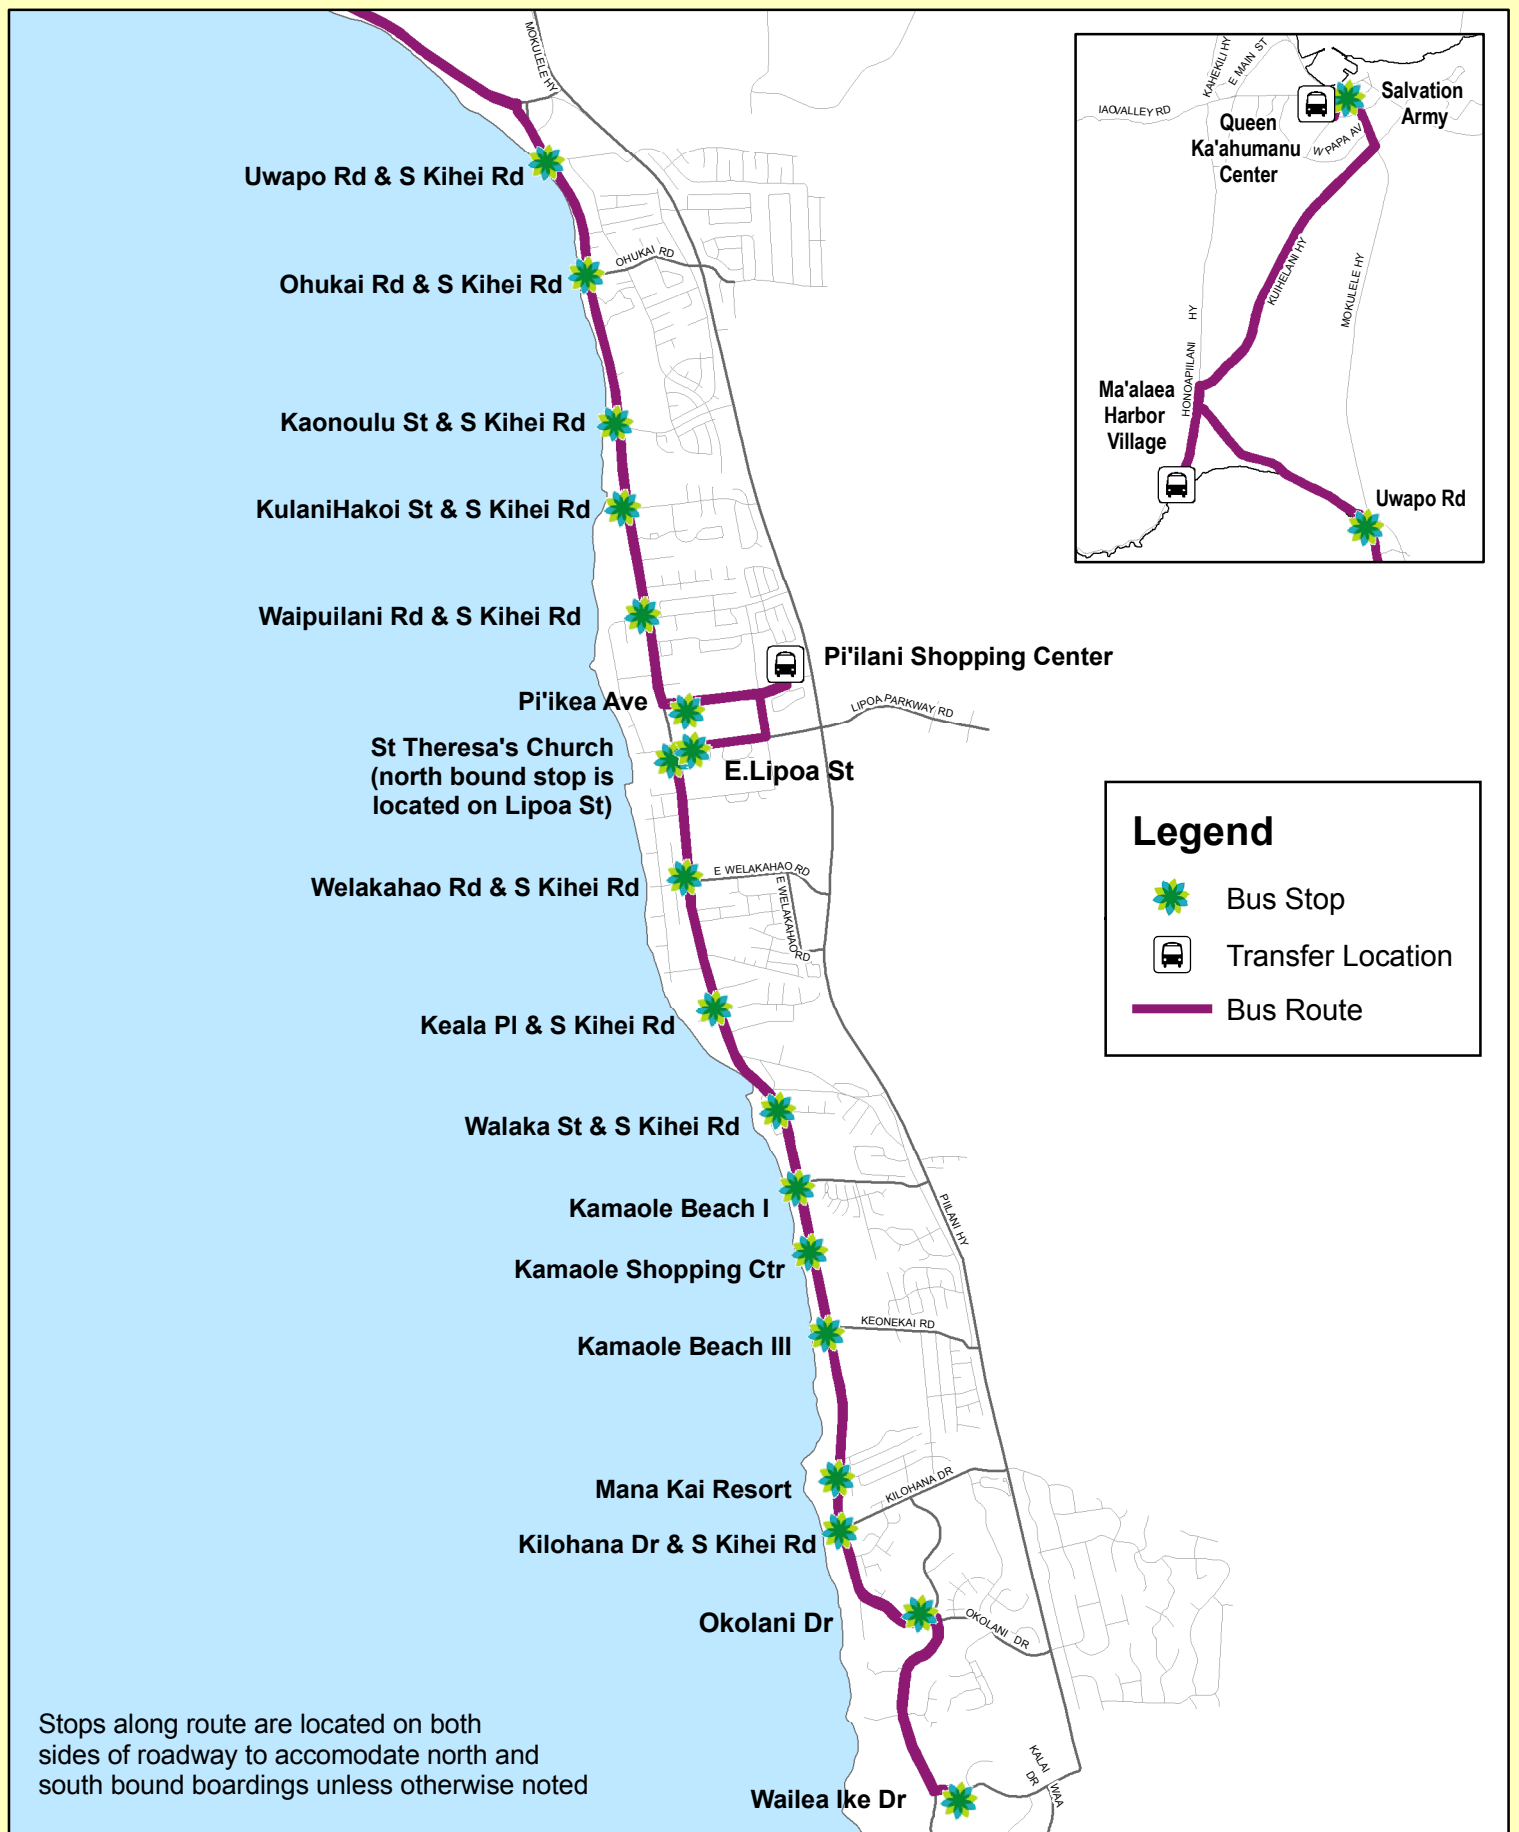 MOKULELE HY
Uwapo Rd & S Kihei Rd
OHUKAI RD
Ohukai Rd & S Kihei Rd
Kaonoulu St & S Kihei Rd
KulaniHakoi St & S Kihei Rd
Waipuilani Rd & S Kihei Rd
Pi'ilani Shopping Center
Pi'ikea Ave
LIPOA PARKWAY RD
St Theresa's Church
(north bound stop is
located on Lipoa St)
E.Lipoa St
E WELAKAHAO RD
E WELAKAHAO RD
Welakahao Rd & S Kihei Rd
Keala Pl & S Kihei Rd
Walaka St & S Kihei Rd
Kamaole Beach I
PIILANI HY
Kamaole Shopping Ctr
KEONEKAI RD
Kamaole Beach III
Mana Kai Resort
KILOHANA DR
Kilohana Dr & S Kihei Rd
Okolani Dr
OKOLANI DR
KALAI WAA
DR
Wailea Ike Dr
Stops along route are located on both
sides of roadway to accomodate north and
south bound boardings unless otherwise noted
KAHEKILI HY
E MAIN ST
IAOVALLEY RD
Salvation
Army
Queen
Ka'ahumanu
Center
W PAPA AV
KUIHELANI HY
MOKULELE HY
HONOAPIILANI HY
Ma'alaea
Harbor
Village
Uwapo Rd
Legend
Bus Stop
Transfer Location
Bus Route